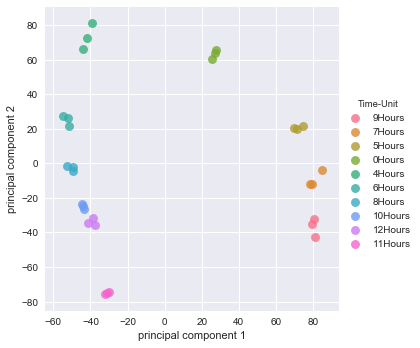 80
60
40
20
0
−20
−40
−60
−80
principal component 2
−60
−40
−20
0
20
40
60
80
principal component 1
Time-Unit
9Hours
7Hours
5Hours
0Hours
4Hours
6Hours
8Hours
10Hours
12Hours
11Hours